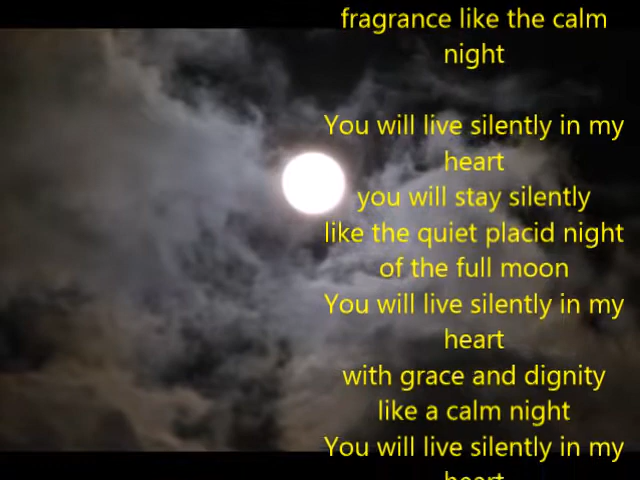 fragrance like the calm
night
You will live silently in my
heart
you will stay silently
like the quiet placid night
of the full moon
You will live silently in my
heart
with grace and dignity
like a calm night
You will live silently in my
heart